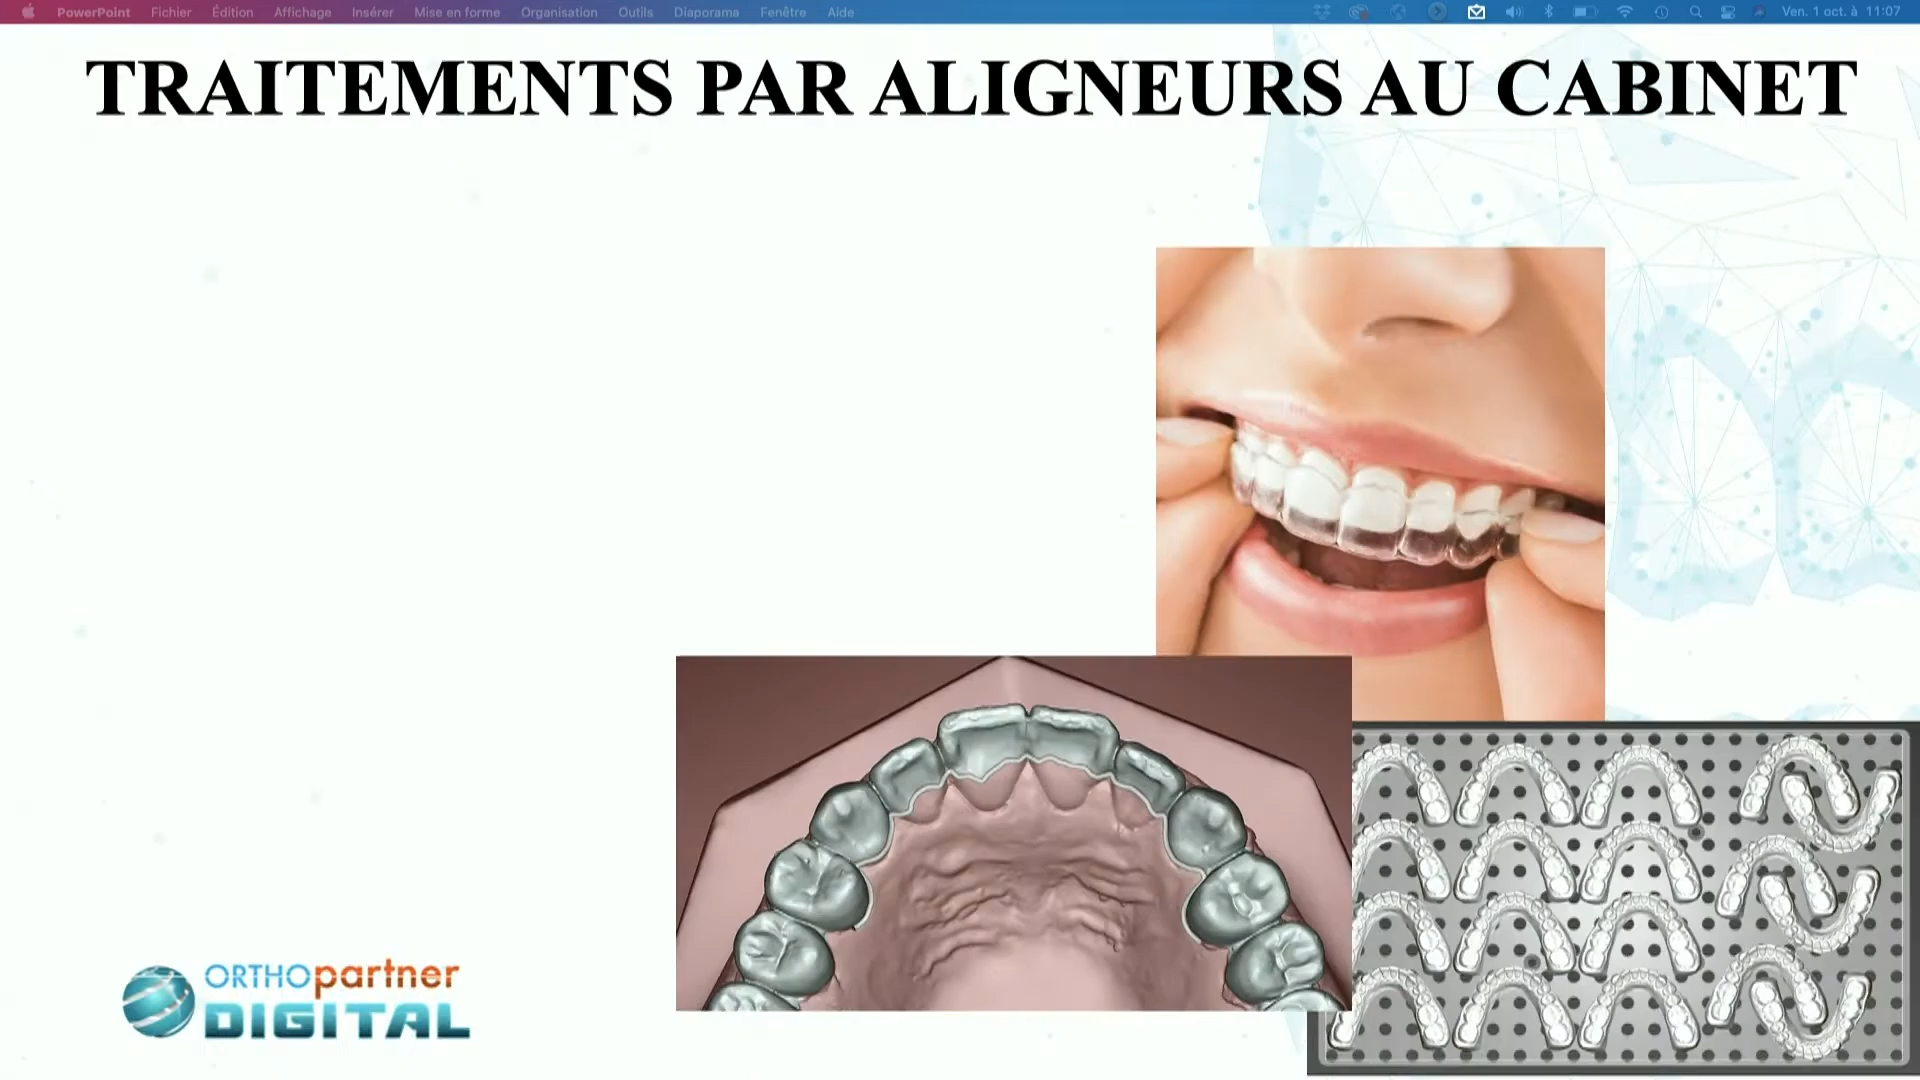 PowerPoint Fichier Édition Affichage Insérer Mise en forme Organisation Outils Diaporama Fenêtre Aide Ven. 1 oct. à 11:07
TRAITEMENTS PAR ALIGNEURS AU CABINET
ORTHOpartner
DIGITAL